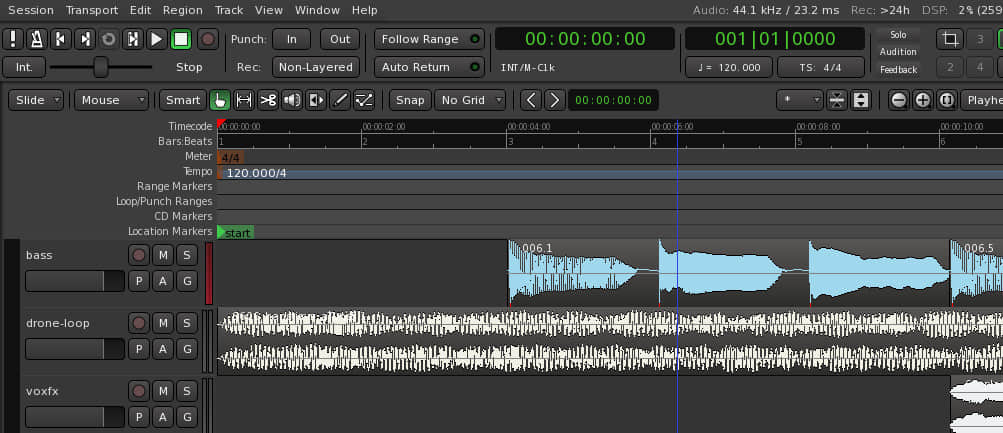 Session Transport Edit Region Track View Window Help Audio: 44.1 kHz / 23.2 ms Rec: >24h DSP: 2% (259
Punch: In Out Follow Range 00:00:00:00 001|01|0000 Solo 3
Audition
Int. Stop Rec: Non-Layered Auto Return INT/M-Clk ♩ = 120.000 TS: 4/4 Feedback 2 4
Slide Mouse Smart Snap No Grid 00:00:00:00 * Playhe
Timecode 00:00:00:00 00:00:02:00 00:00:04:00 00:00:06:00 00:00:08:00 00:00:10:00
Bars:Beats 1 2 3 4 5 6
Meter 4/4
Tempo 120.000/4
Range Markers
Loop/Punch Ranges
CD Markers
Location Markers start
bass M S 006.1 006.5
P A G
drone-loop M S
P A G
voxfx M S
P A G